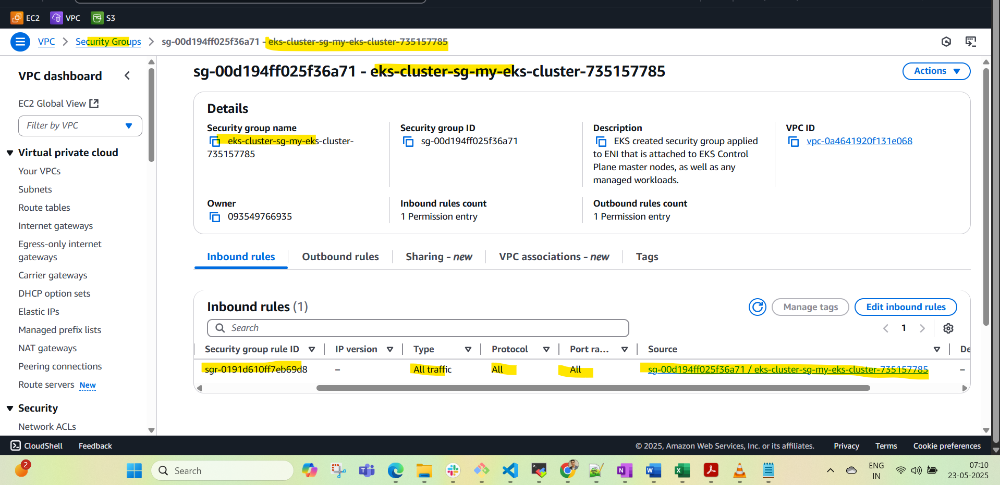 EC2 VPC S3
VPC > Security Groups > sg-00d194ff025f36a71 - eks-cluster-sg-my-eks-cluster-735157785
VPC dashboard
EC2 Global View
Filter by VPC
Virtual private cloud
Your VPCs
Subnets
Route tables
Internet gateways
Egress-only internet
gateways
Carrier gateways
DHCP option sets
Elastic IPs
Managed prefix lists
NAT gateways
Peering connections
Route servers New
Security
Network ACLs
sg-00d194ff025f36a71 - eks-cluster-sg-my-eks-cluster-735157785
Actions
Details
Security group name
eks-cluster-sg-my-eks-cluster-
735157785
Security group ID
sg-00d194ff025f36a71
Description
EKS created security group applied
to ENI that is attached to EKS Control
Plane master nodes, as well as any
managed workloads.
VPC ID
vpc-0a4641920f131e068
Owner
093549766935
Inbound rules count
1 Permission entry
Outbound rules count
1 Permission entry
Inbound rules Outbound rules Sharing - new VPC associations - new Tags
Inbound rules (1)
Manage tags Edit inbound rules
Search
1
Security group rule ID IP version Type Protocol Port ra... Source De
sgr-0191d610ff7eb69d8 – All traffic All All sg-00d194ff025f36a71 / eks-cluster-sg-my-eks-cluster-735157785 –
CloudShell Feedback © 2025, Amazon Web Services, Inc. or its affiliates. Privacy Terms Cookie preferences
2
Search
ENG
IN
07:10
23-05-2025